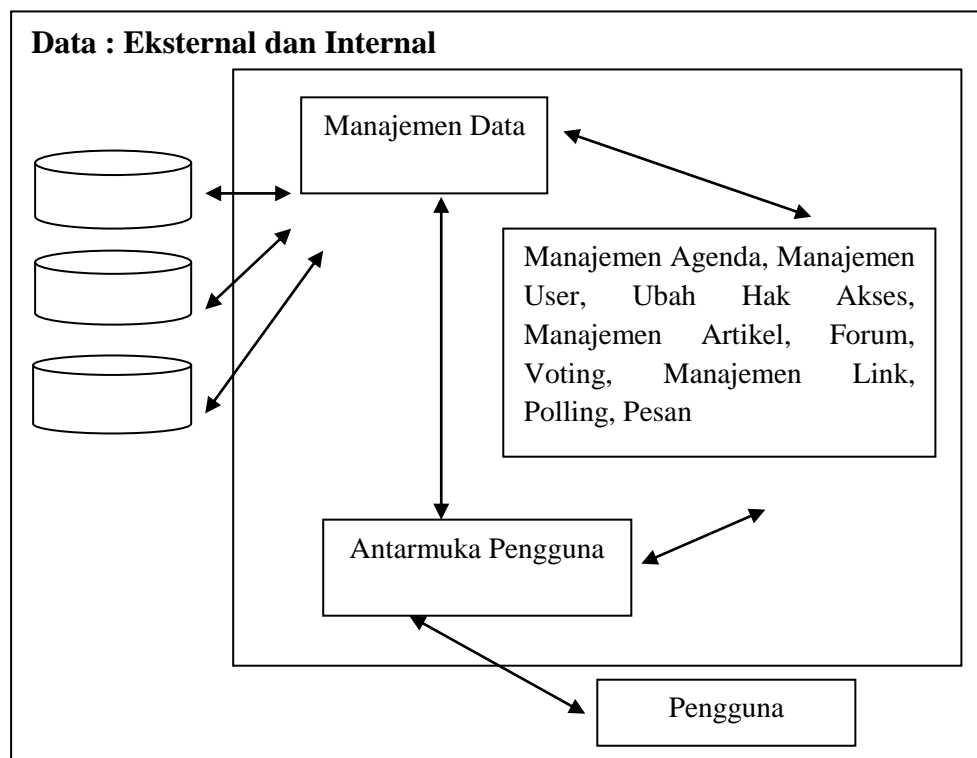 Data : Eksternal dan Internal
Manajemen Data
Manajemen Agenda, Manajemen
User, Ubah Hak Akses,
Manajemen Artikel, Forum,
Voting, Manajemen Link,
Polling, Pesan
Antarmuka Pengguna
Pengguna